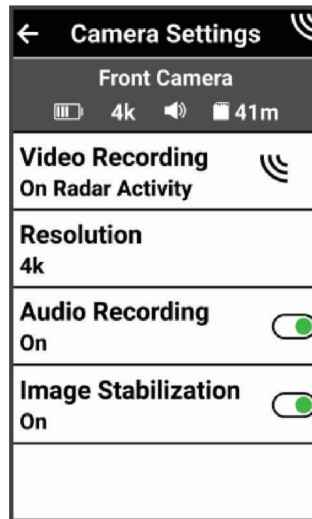 Camera Settings
Front Camera
4k 41m
Video Recording
On Radar Activity
Resolution
4k
Audio Recording
On
Image Stabilization
On